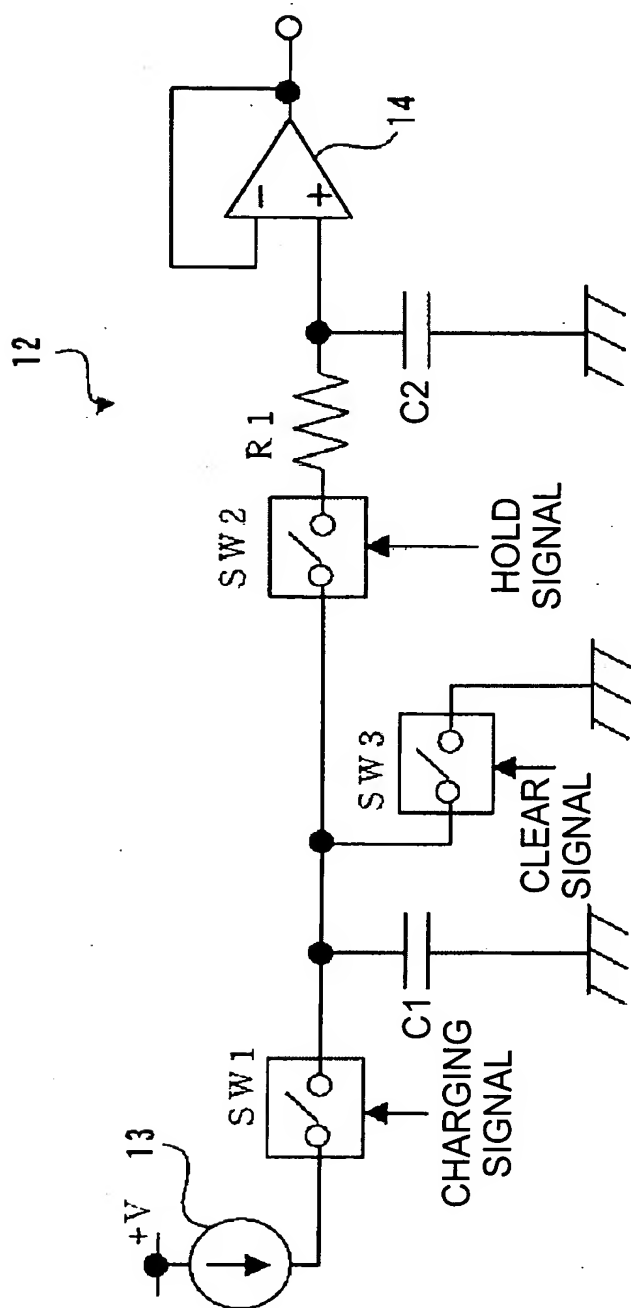 12
+V
13
SW1
CHARGING
SIGNAL
C1
SW3
CLEAR
SIGNAL
SW2
HOLD
SIGNAL
R1
C2
−
+
14